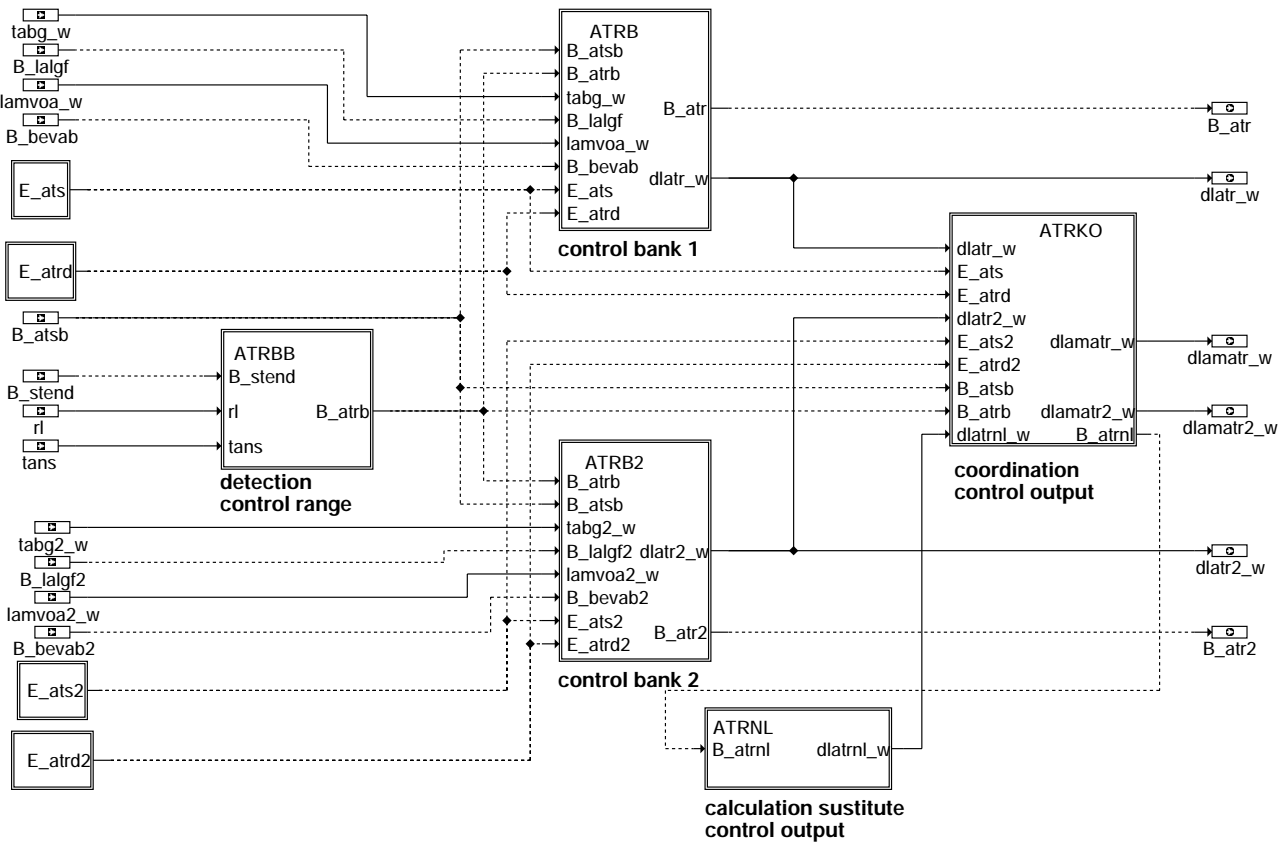 tabg_w
B_lalgf
lamvoa_w
B_bevab
E_ats
E_atrd
B_atsb
B_stend
rl
tans
ATRBB
B_stend
rl
tans
B_atrb
detection
control range
tabg2_w
B_lalgf2
lamvoa2_w
B_bevab2
E_ats2
E_atrd2
ATRB
B_atsb
B_atrb
tabg_w
B_lalgf
lamvoa_w
B_bevab
E_ats
E_atrd
B_atr
dlatr_w
control bank 1
ATRB2
B_atrb
B_atsb
tabg2_w
B_lalgf2
lamvoa2_w
B_bevab2
E_ats2
E_atrd2
dlatr2_w
B_atr2
control bank 2
ATRNL
B_atrnl
dlatrnl_w
calculation sustitute
control output
ATRKO
dlatr_w
E_ats
E_atrd
dlatr2_w
E_ats2
E_atrd2
B_atsb
B_atrb
dlatrnl_w
dlamatr_w
dlamatr2_w
B_atrnl
coordination
control output
B_atr
dlatr_w
dlamatr_w
dlamatr2_w
dlatr2_w
B_atr2